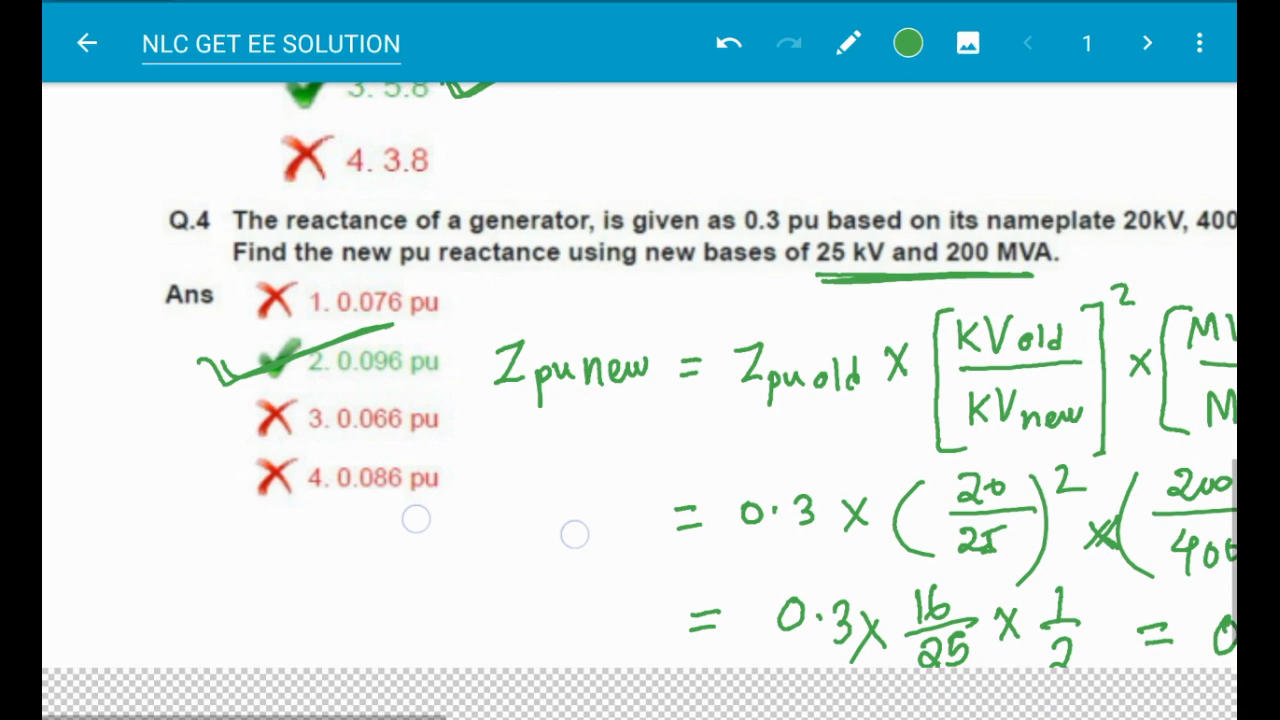 NLC GET EE SOLUTION
1
3. 5.8
4. 3.8
Q.4 The reactance of a generator, is given as 0.3 pu based on its nameplate 20kV, 400
Find the new pu reactance using new bases of 25 kV and 200 MVA.
Ans 1. 0.076 pu
2. 0.096 pu
3. 0.066 pu
4. 0.086 pu
Zpu new = Zpu old × [KVold / KVnew]² × [MV / M
= 0.3 × (20/25)² × (200/400
= 0.3 × 16/25 × 1/2 = 0